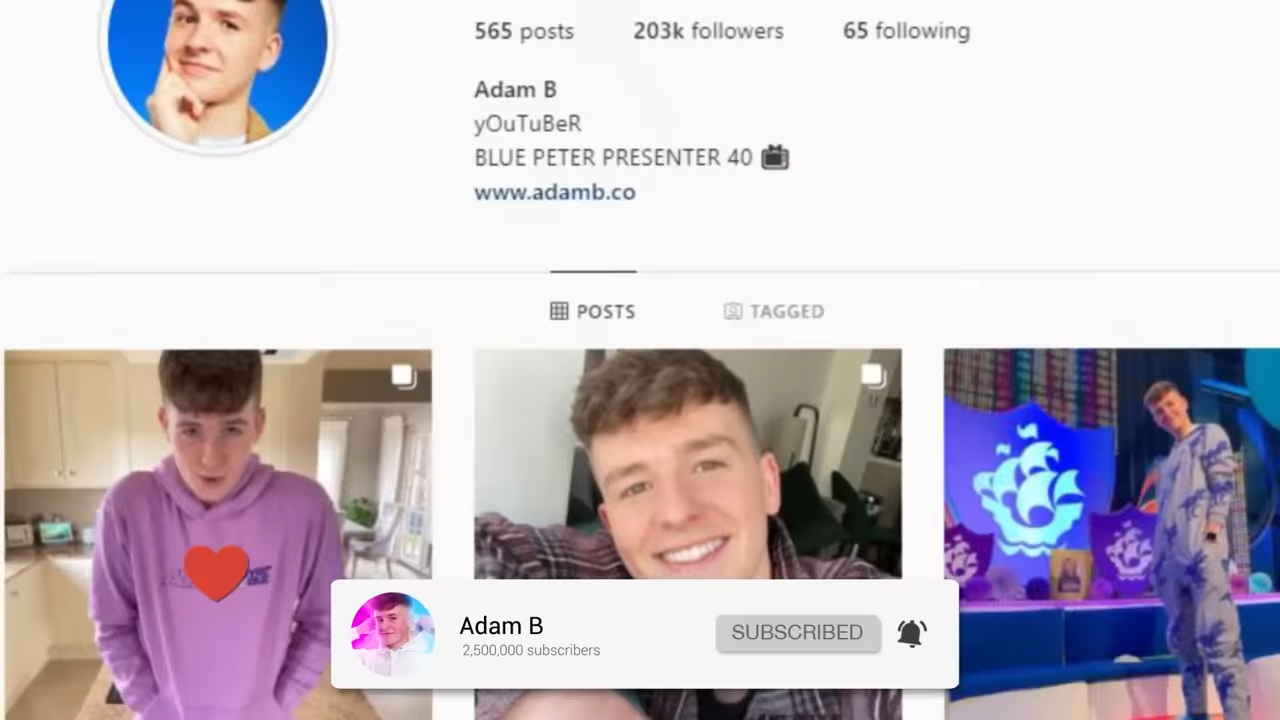 565 posts 203k followers 65 following
Adam B
yOuTuBeR
BLUE PETER PRESENTER 40
www.adamb.co
POSTS TAGGED
Adam B
2,500,000 subscribers
SUBSCRIBED